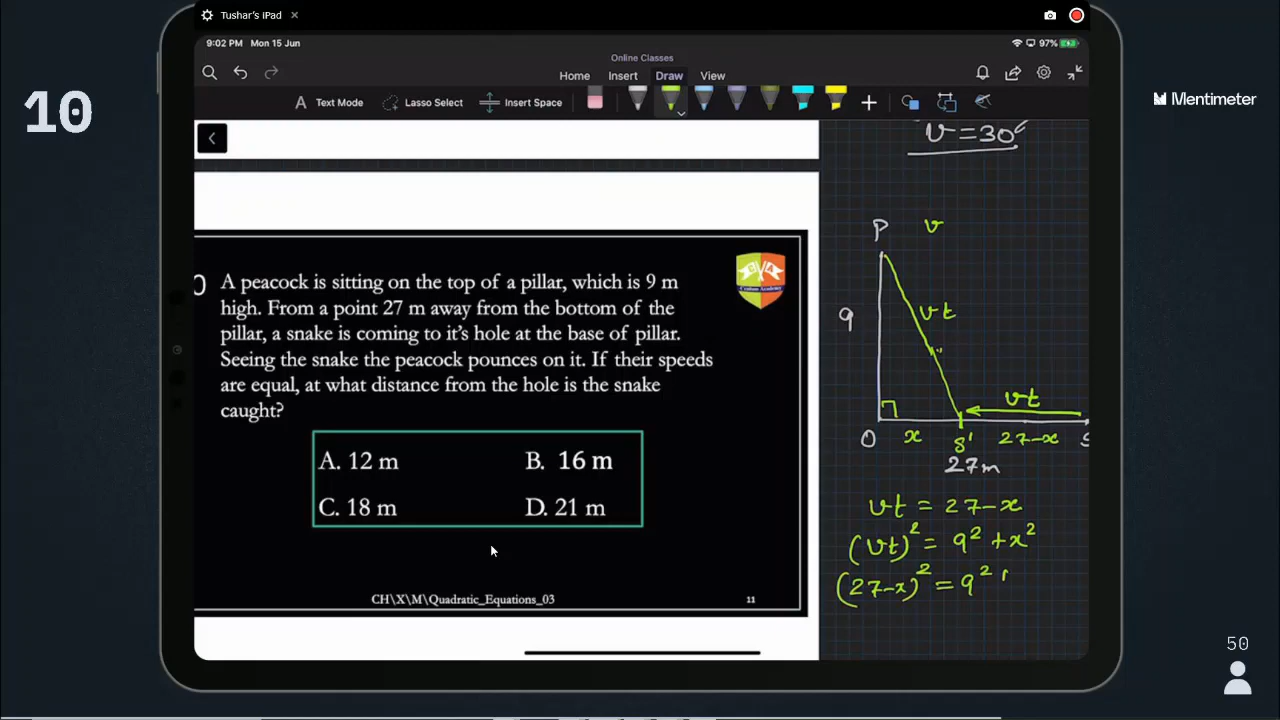 Tushar's iPad ×
9:02 PM Mon 15 Jun
97%
Online Classes
Home Insert Draw View
A Text Mode Lasso Select Insert Space
10
Mentimeter
v = 30
A peacock is sitting on the top of a pillar, which is 9 m
high. From a point 27 m away from the bottom of the
pillar, a snake is coming to it's hole at the base of pillar.
Seeing the snake the peacock pounces on it. If their speeds
are equal, at what distance from the hole is the snake
caught?
A. 12 m B. 16 m
C. 18 m D. 21 m
CH\X\M\Quadratic_Equations_03 11
P v
9 vt
vt
O x S' 27-x S
27m
vt = 27-x
(vt)² = 9² + x²
(27-x)² = 9²
50